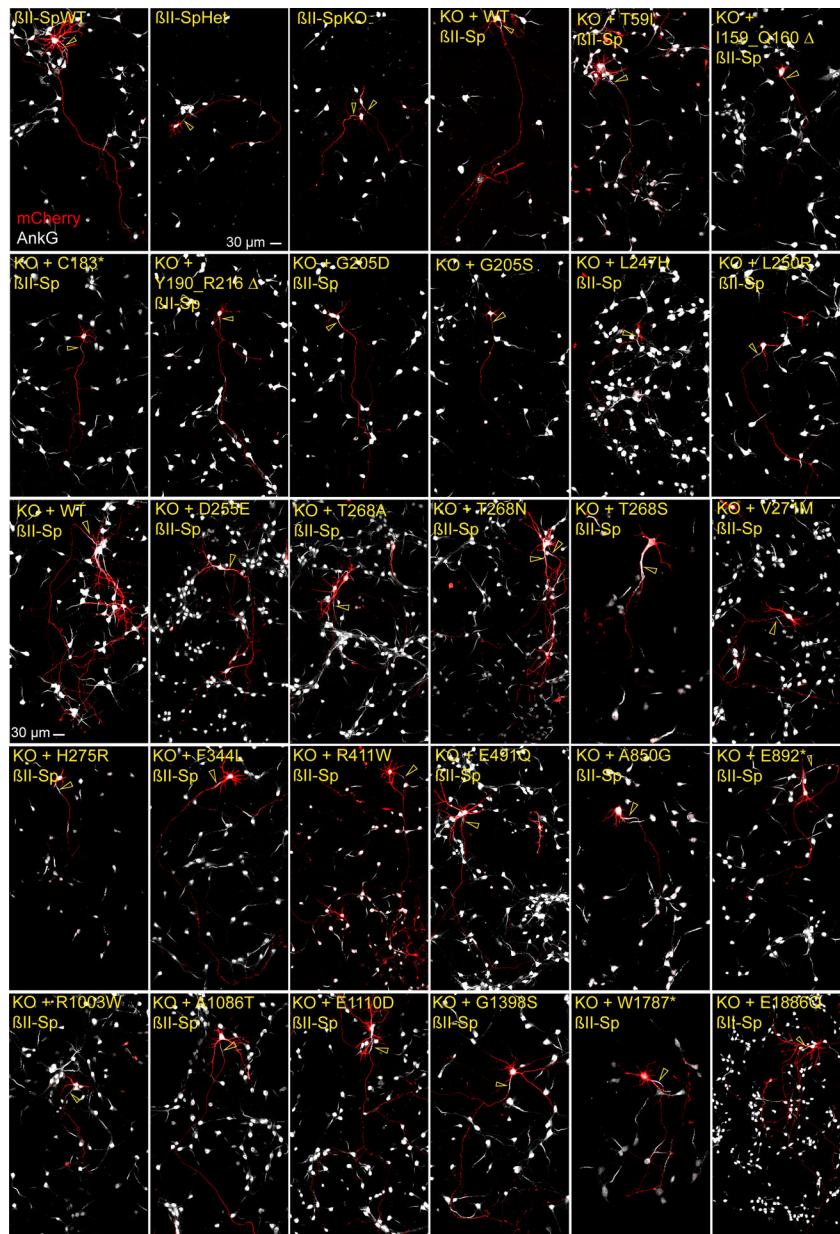 ßII-SpWT
mCherry
AnkG
ßII-SpHet
30 µm
ßII-SpKO
KO + WT
ßII-Sp
KO + T59I
ßII-Sp
KO +
I159_Q160 Δ
ßII-Sp
KO + C183*
ßII-Sp
KO +
Y190_R216 Δ
ßII-Sp
KO + G205D
ßII-Sp
KO + G205S
ßII-Sp
KO + L247H
ßII-Sp
KO + L250R
ßII-Sp
KO + WT
ßII-Sp
30 µm
KO + D255E
ßII-Sp
KO + T268A
ßII-Sp
KO + T268N
ßII-Sp
KO + T268S
ßII-Sp
KO + V271M
ßII-Sp
KO + H275R
ßII-Sp
KO + F344L
ßII-Sp
KO + R411W
ßII-Sp
KO + E491Q
ßII-Sp
KO + A850G
ßII-Sp
KO + E892*
ßII-Sp
KO + R1003W
ßII-Sp
KO + A1086T
ßII-Sp
KO + E1110D
ßII-Sp
KO + G1398S
ßII-Sp
KO + W1787*
ßII-Sp
KO + E1886Q
ßII-Sp